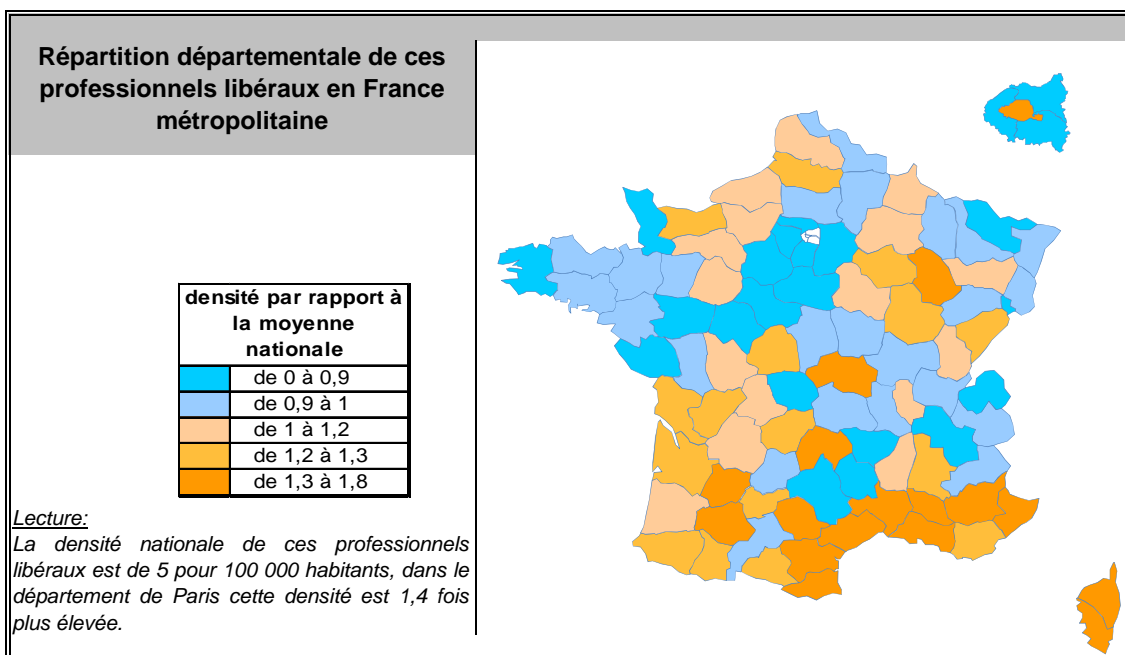 Répartition départementale de ces
professionnels libéraux en France
métropolitaine
densité par rapport à
la moyenne
nationale
de 0 à 0,9
de 0,9 à 1
de 1 à 1,2
de 1,2 à 1,3
de 1,3 à 1,8
Lecture:
La densité nationale de ces professionnels
libéraux est de 5 pour 100 000 habitants, dans le
département de Paris cette densité est 1,4 fois
plus élevée.